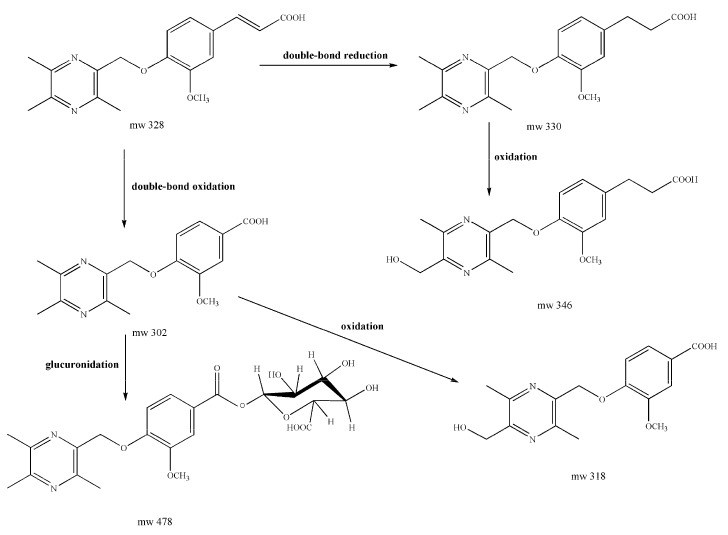 COOH
N
N
O
OCH3
mw 328
double-bond reduction
COOH
N
N
O
OCH3
mw 330
double-bond oxidation
oxidation
COOH
N
N
O
OCH3
mw 302
COOH
N
N
O
OCH3
HO
mw 346
glucuronidation
oxidation
O
O
H
HO
H
H
OH
OH
O
HOOC
H
H
N
N
O
OCH3
mw 478
COOH
N
N
O
OCH3
HO
mw 318